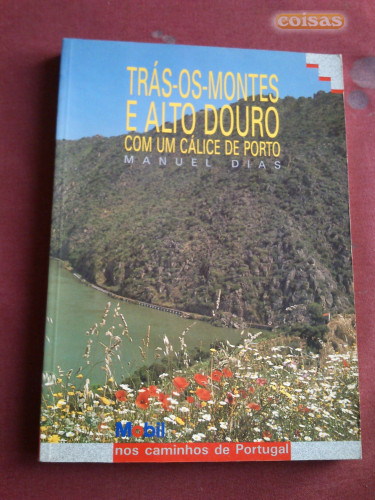 coisas
TRÁS-OS-MONTES
E ALTO DOURO
COM UM CÁLICE DE PORTO
MANUEL DIAS
Mobil
nos caminhos de Portugal